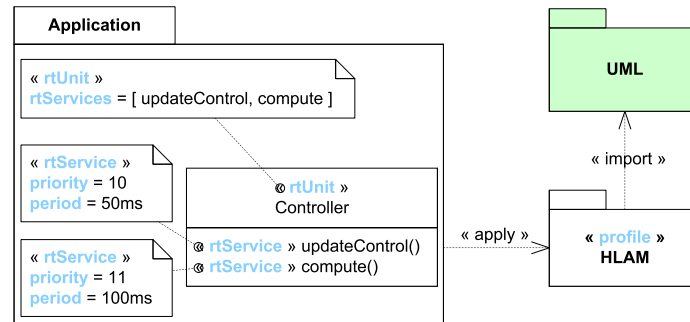 Application
« rtUnit »
rtServices = [ updateControl, compute ]
« rtService »
priority = 10
period = 50ms
« rtService »
priority = 11
period = 100ms
« rtUnit »
Controller
« rtService » updateControl()
« rtService » compute()
« apply »
UML
« import »
« profile »
HLAM